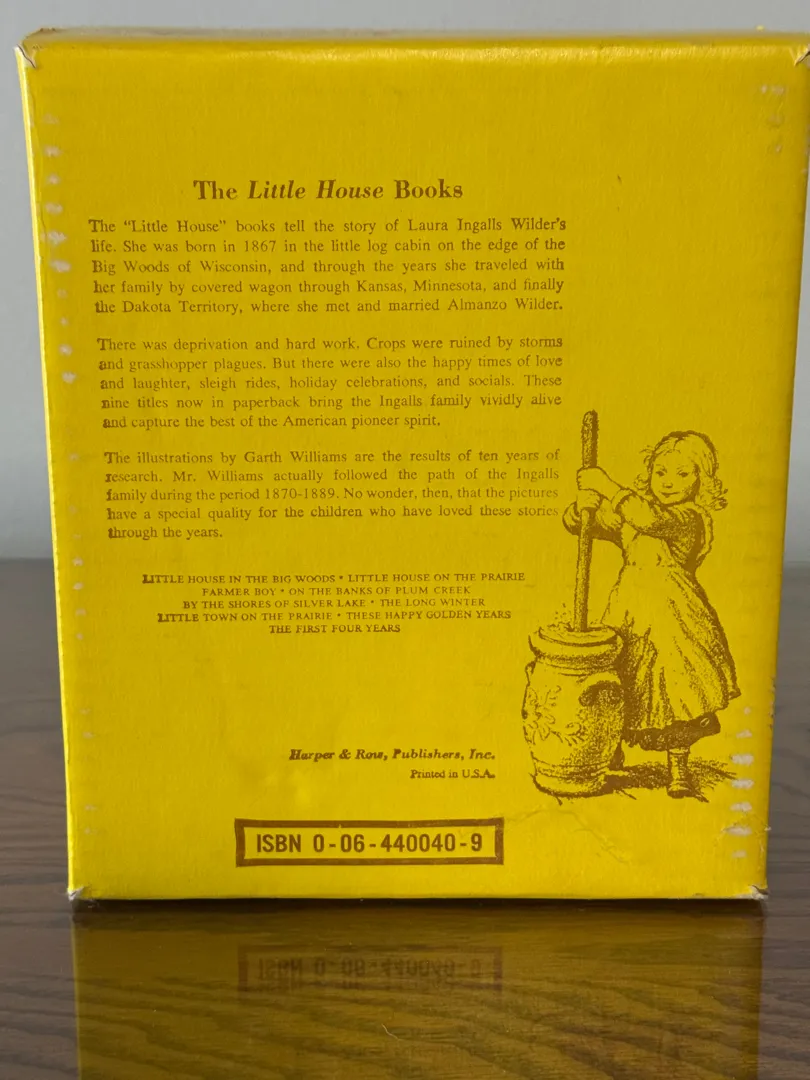 The Little House Books
The "Little House" books tell the story of Laura Ingalls Wilder's
life. She was born in 1867 in the little log cabin on the edge of the
Big Woods of Wisconsin, and through the years she traveled with
her family by covered wagon through Kansas, Minnesota, and finally
the Dakota Territory, where she met and married Almanzo Wilder.
There was deprivation and hard work. Crops were ruined by storms
and grasshopper plagues. But there were also the happy times of love
and laughter, sleigh rides, holiday celebrations, and socials. These
nine titles now in paperback bring the Ingalls family vividly alive
and capture the best of the American pioneer spirit.
The illustrations by Garth Williams are the results of ten years of
research. Mr. Williams actually followed the path of the Ingalls
family during the period 1870-1889. No wonder, then, that the pictures
have a special quality for the children who have loved these stories
through the years.
LITTLE HOUSE IN THE BIG WOODS * LITTLE HOUSE ON THE PRAIRIE
FARMER BOY * ON THE BANKS OF PLUM CREEK
BY THE SHORES OF SILVER LAKE * THE LONG WINTER
LITTLE TOWN ON THE PRAIRIE * THESE HAPPY GOLDEN YEARS
THE FIRST FOUR YEARS
Harper & Row, Publishers, Inc.
Printed in U.S.A.
ISBN 0-06-440040-9